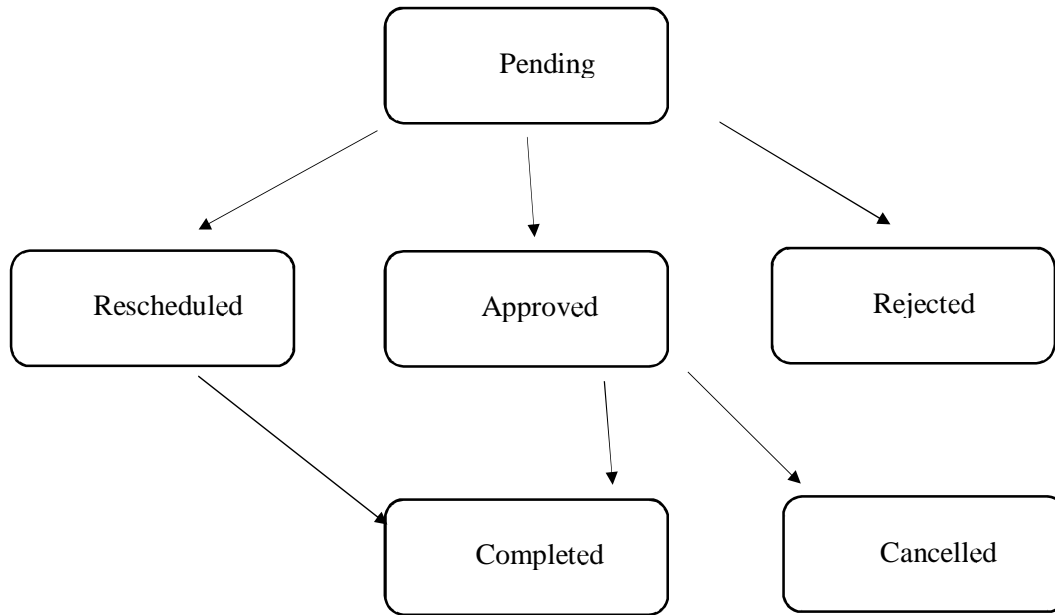 Pending
Rescheduled
Approved
Rejected
Completed
Cancelled